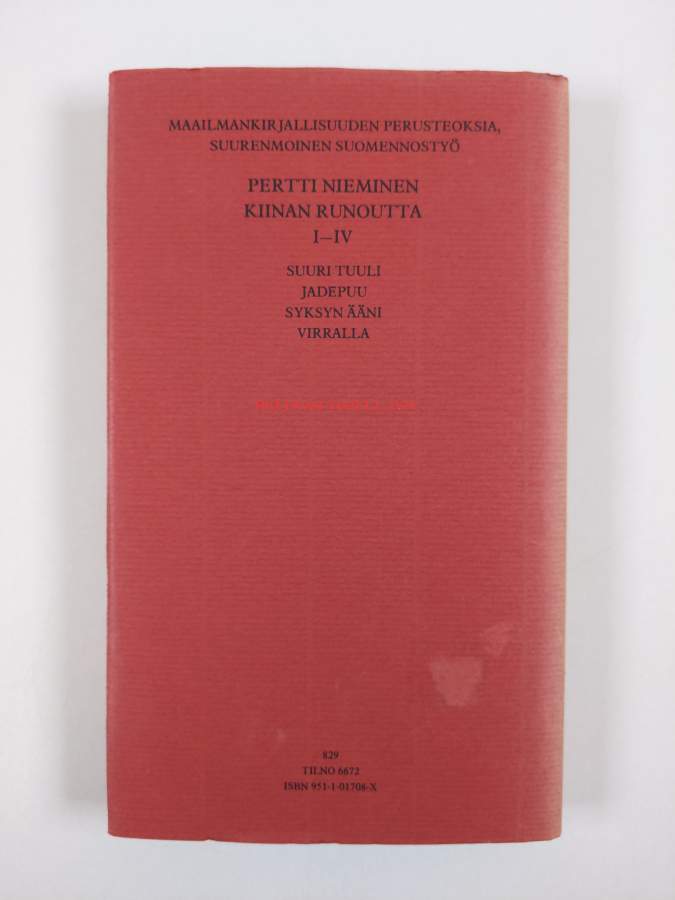 MAAILMANKIRJALLISUUDEN PERUSTEOKSIA,
SUURENMOINEN SUOMENNOSTYÖ
PERTTI NIEMINEN
KIINAN RUNOUTTA
I—IV
SUURI TUULI
JADEPUU
SYKSYN ÄÄNI
VIRRALLA
829
TILNO 6672
ISBN 951-1-01708-X